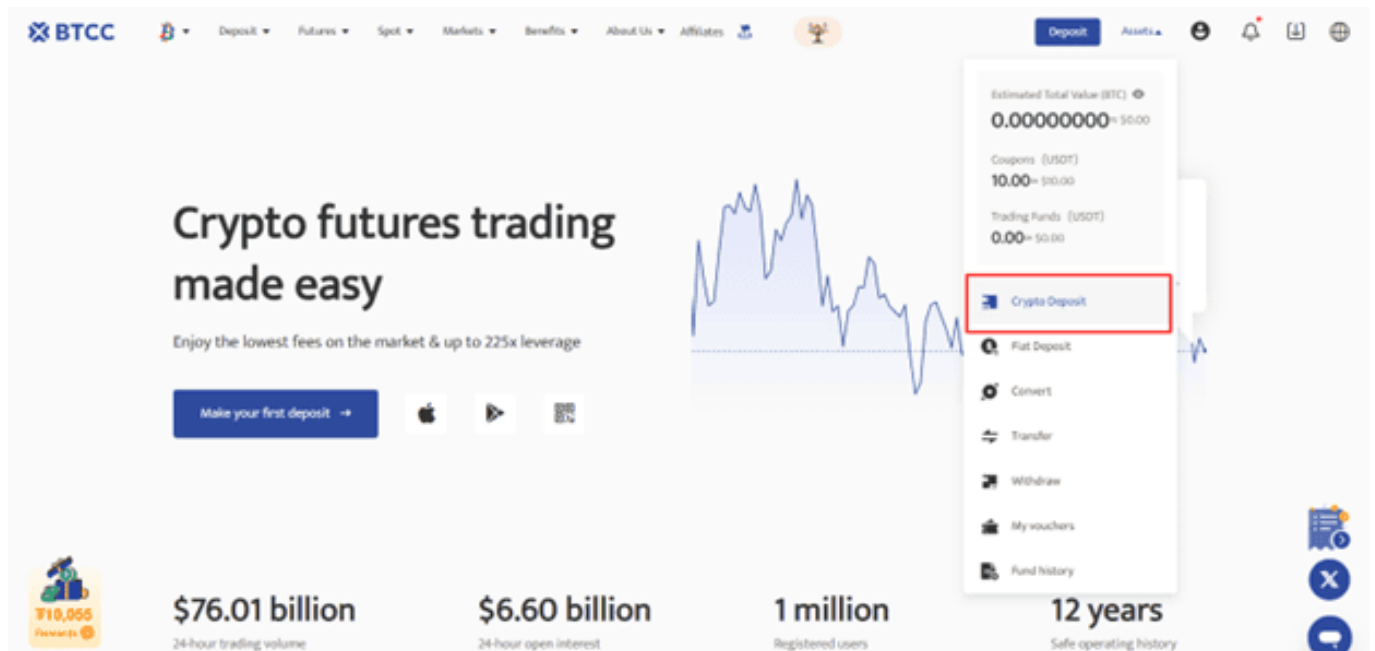 BTCC
Deposit Futures Spot Markets Benefits About Us Affiliates
Deposit Assets
Estimated Total Value (BTC)
0.00000000≈ $0.00
Coupons (USDT)
10.00≈ $10.00
Trading Funds (USDT)
0.00≈ $0.00
Crypto Deposit
Fiat Deposit
Convert
Transfer
Withdraw
My vouchers
Fund history
Crypto futures trading
made easy
Enjoy the lowest fees on the market & up to 225x leverage
Make your first deposit →
₮10,055
Rewards
$76.01 billion
24-hour trading volume
$6.60 billion
24-hour open interest
1 million
Registered users
12 years
Safe operating history